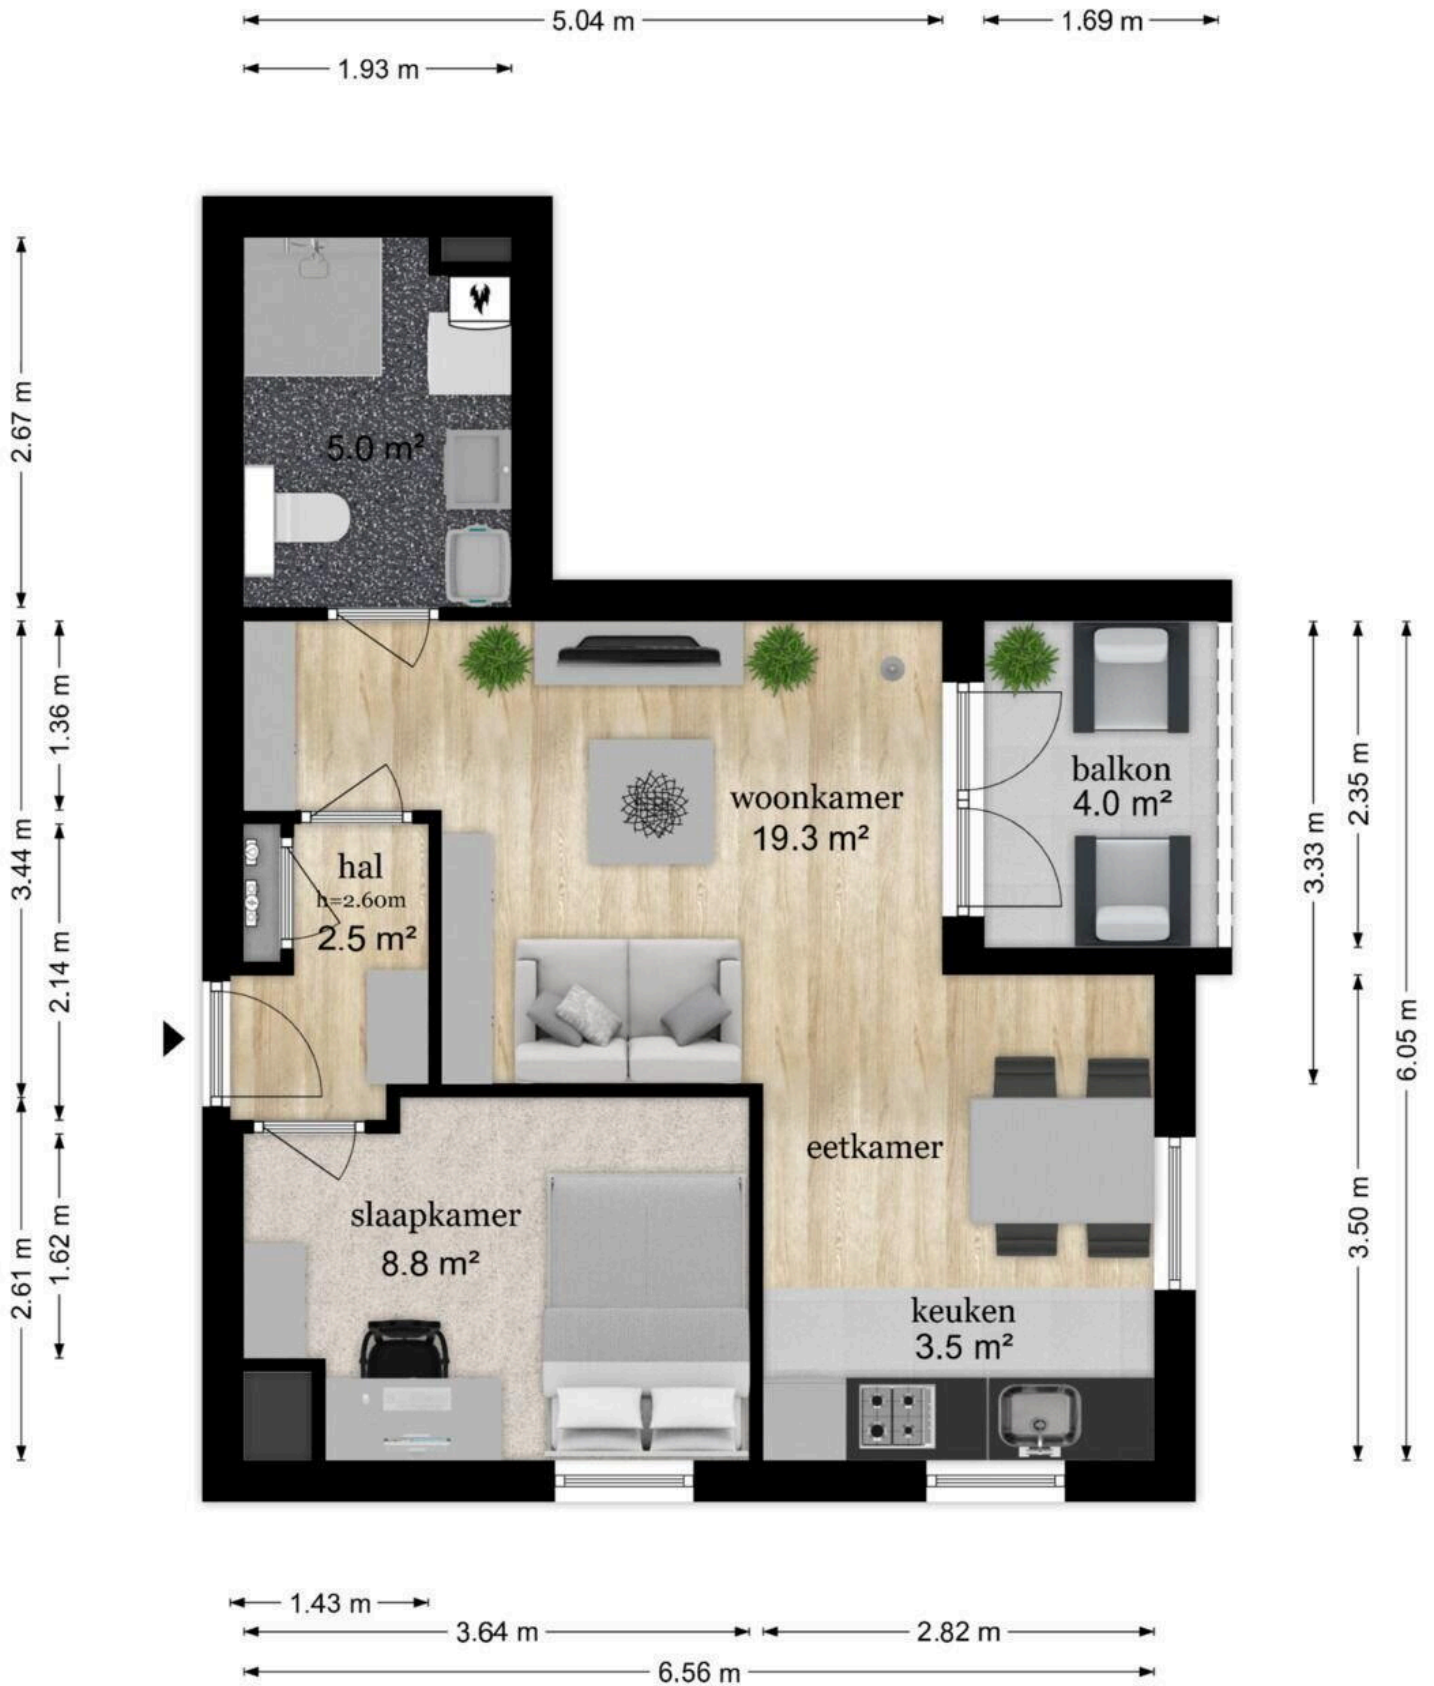 5.04 m
1.69 m
1.93 m
2.67 m
5.0 m²
3.44 m
1.36 m
2.14 m
woonkamer
19.3 m²
balkon
4.0 m²
hal
h=2.60m
2.5 m²
3.33 m
2.35 m
6.05 m
3.50 m
eetkamer
slaapkamer
8.8 m²
2.61 m
1.62 m
keuken
3.5 m²
1.43 m
3.64 m
2.82 m
6.56 m